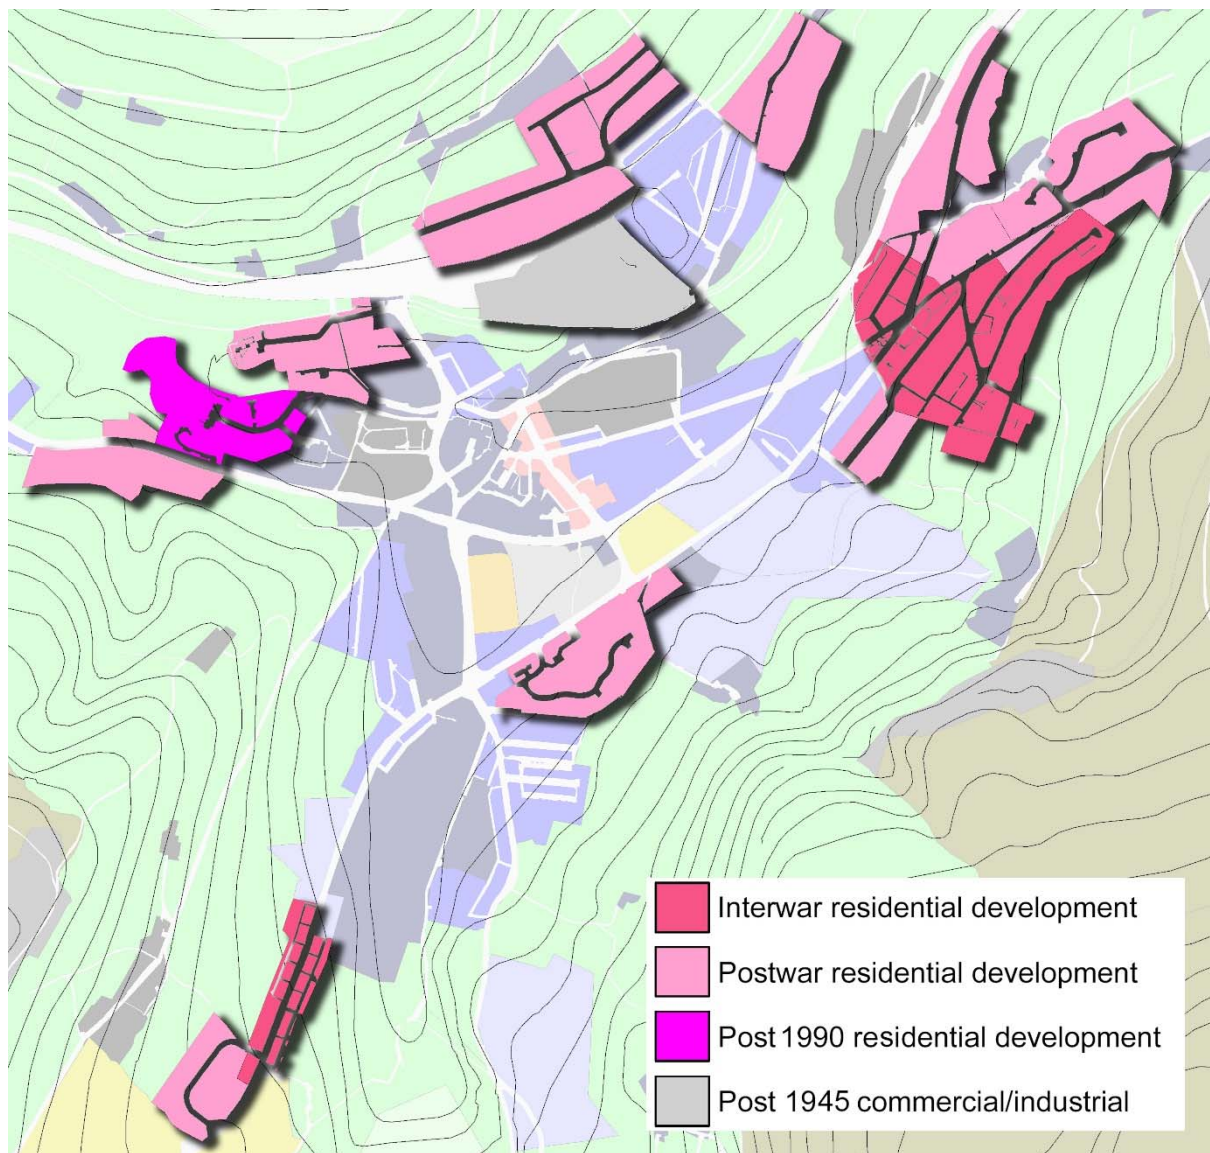 Interwar residential development
Postwar residential development
Post 1990 residential development
Post 1945 commercial/industrial